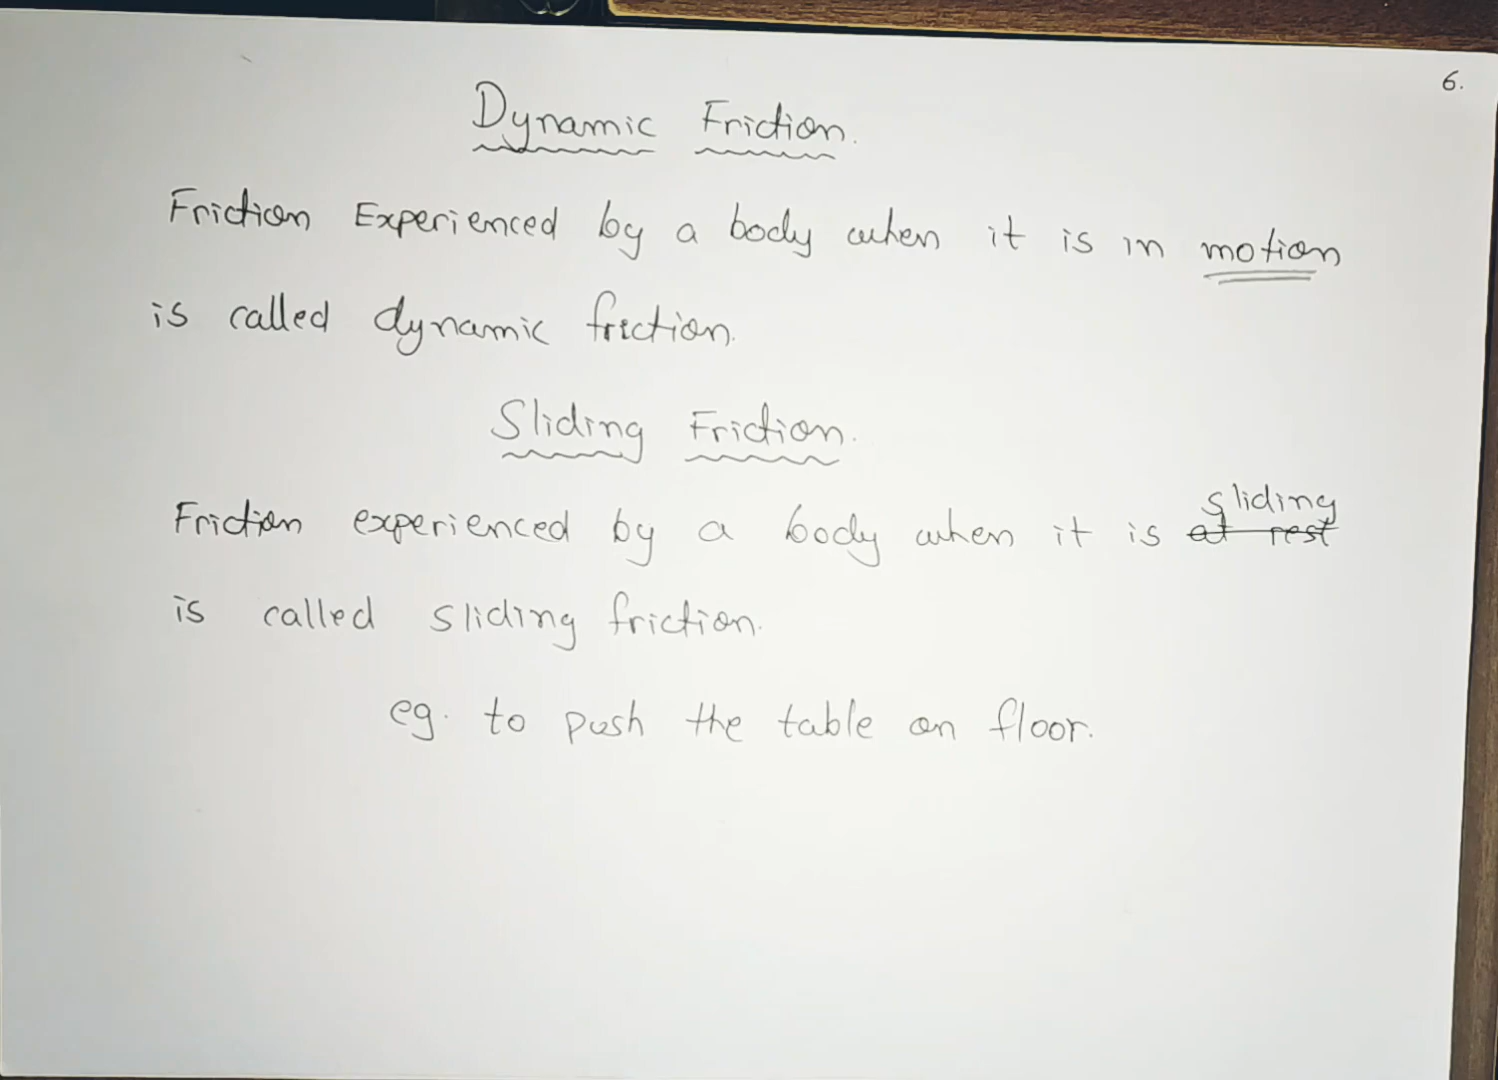 6.
Dynamic Friction.
Friction Experienced by a body when it is in motion
is called dynamic friction.
Sliding Friction.
Friction experienced by a body when it is at rest sliding
is called sliding friction.
eg. to push the table on floor.